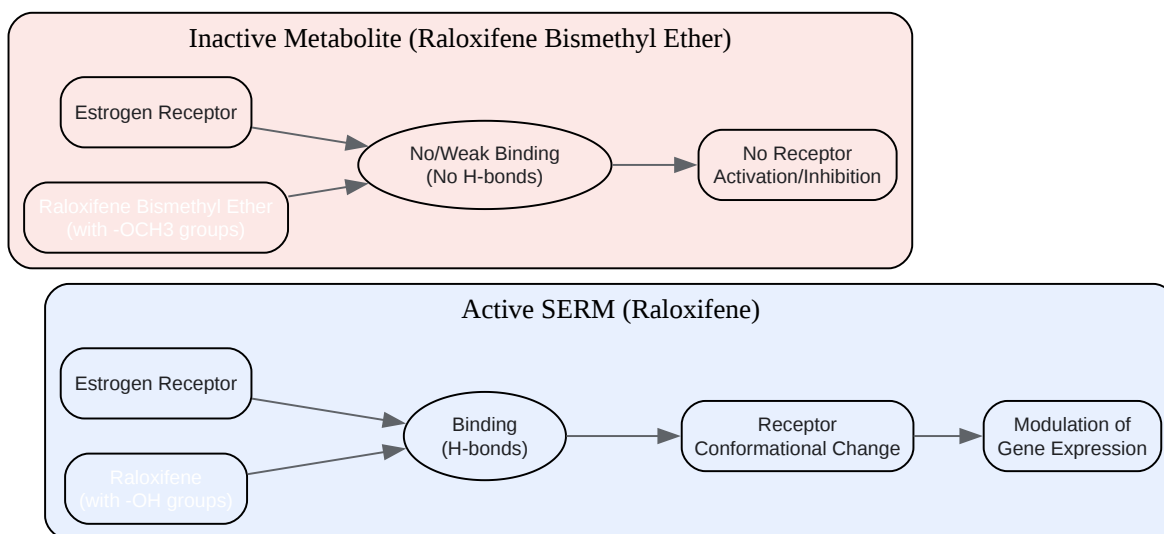 Inactive Metabolite (Raloxifene Bismethyl Ether)
Estrogen Receptor
Raloxifene Bismethyl Ether
(with -OCH3 groups)
No/Weak Binding
(No H-bonds)
No Receptor
Activation/Inhibition
Active SERM (Raloxifene)
Estrogen Receptor
Raloxifene
(with -OH groups)
Binding
(H-bonds)
Receptor
Conformational Change
Modulation of
Gene Expression